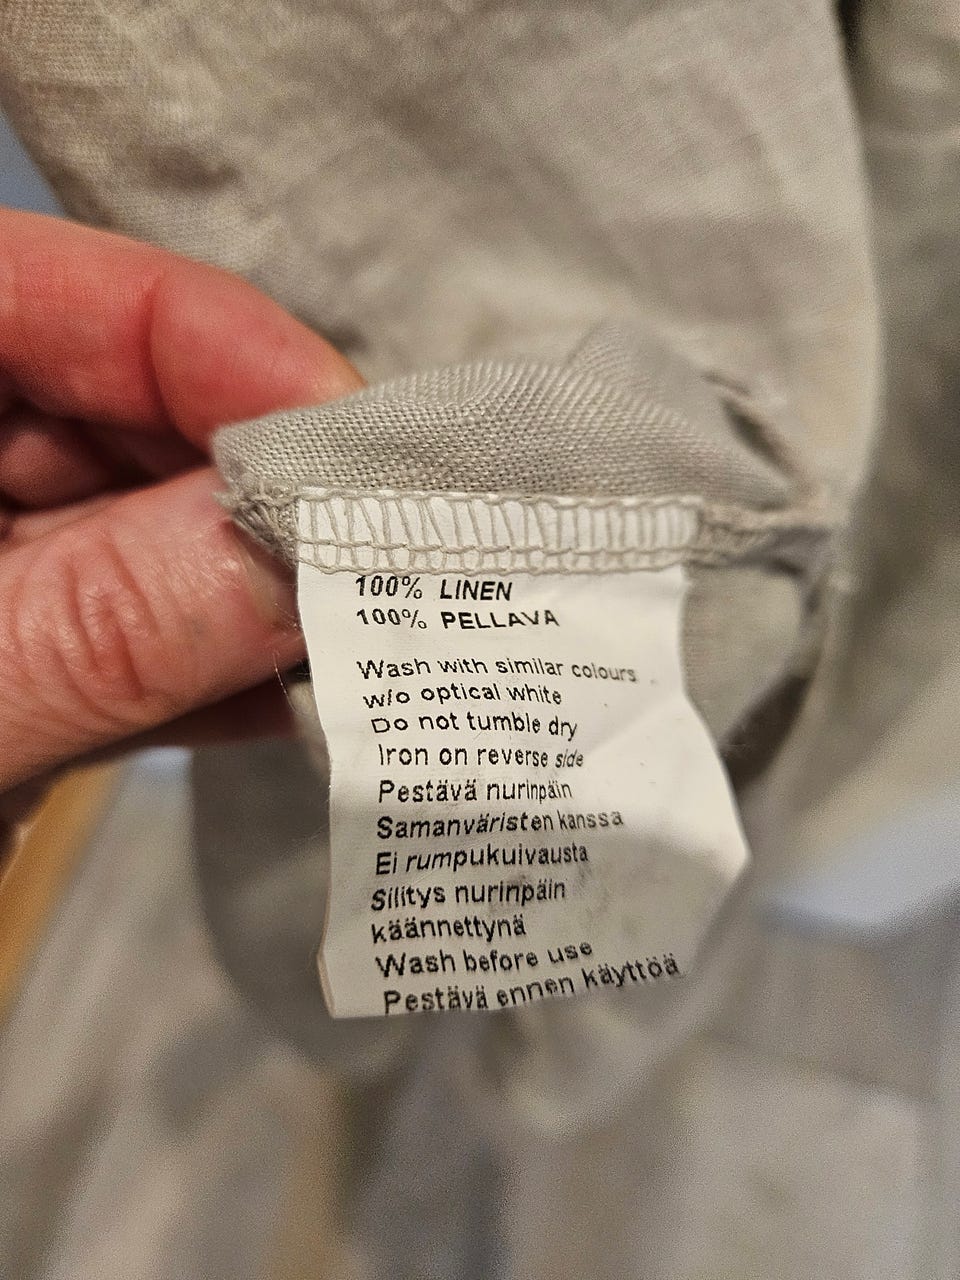 100% LINEN
100% PELLAVA
Wash with similar colours
w/o optical white
Do not tumble dry
Iron on reverse side
Pestävä nurinpäin
Samanväristen kanssa
Ei rumpukuivausta
Silitys nurinpäin
käännettynä
Wash before use
Pestävä ennen käyttöä